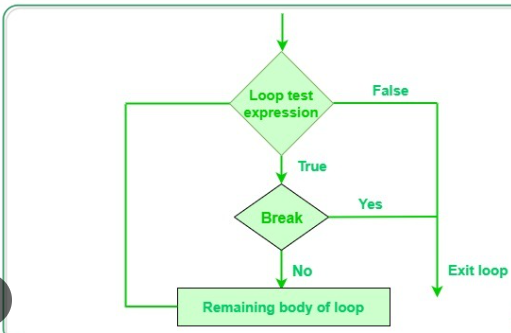 Loop test
expression
False
True
Break
Yes
No
Exit loop
Remaining body of loop